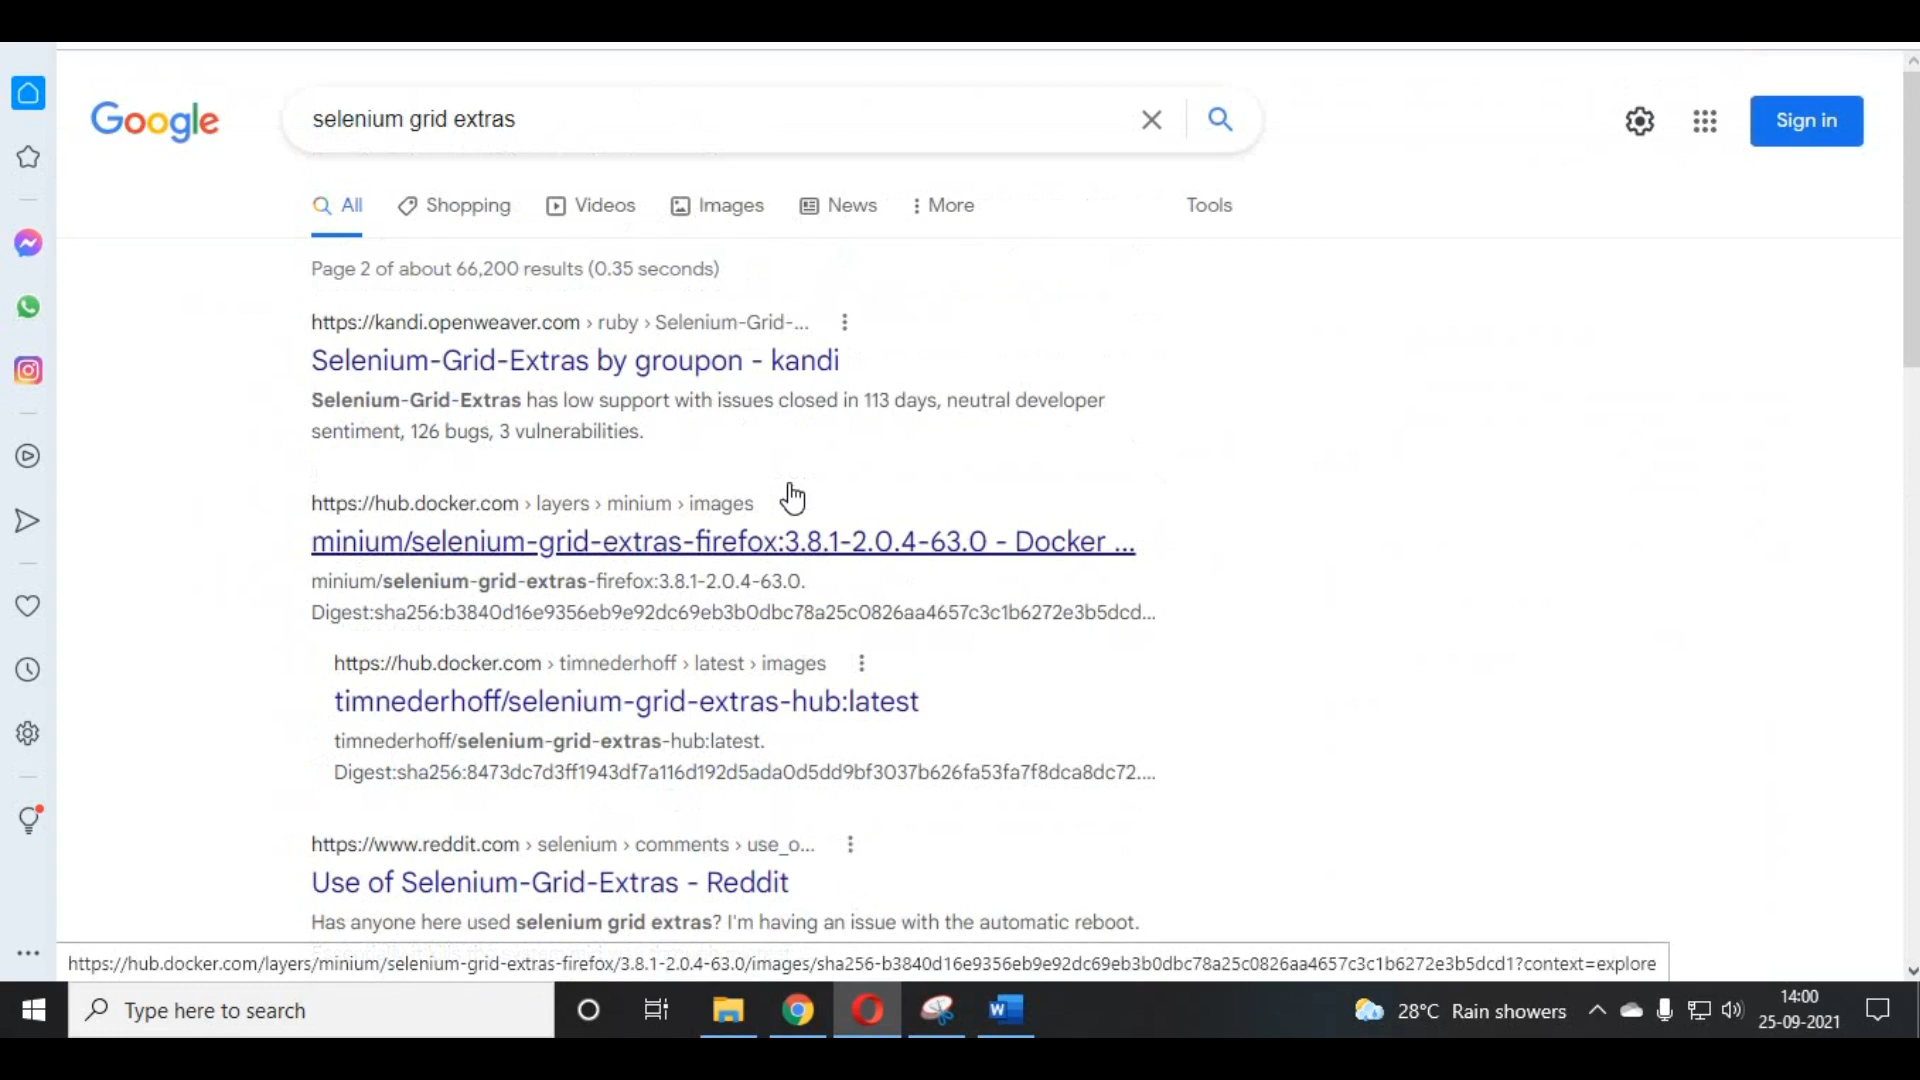 Google
selenium grid extras
Sign in
All
Shopping
Videos
Images
News
More
Tools
Page 2 of about 66,200 results (0.35 seconds)
https://kandi.openweaver.com › ruby › Selenium-Grid-...
Selenium-Grid-Extras by groupon - kandi
Selenium-Grid-Extras has low support with issues closed in 113 days, neutral developer
sentiment, 126 bugs, 3 vulnerabilities.
https://hub.docker.com › layers › minium › images
minium/selenium-grid-extras-firefox:3.8.1-2.0.4-63.0 - Docker ...
minium/selenium-grid-extras-firefox:3.8.1-2.0.4-63.0.
Digest:sha256:b3840d16e9356eb9e92dc69eb3b0dbc78a25c0826aa4657c3c1b6272e3b5dcd...
https://hub.docker.com › timnederhoff › latest › images
timnederhoff/selenium-grid-extras-hub:latest
timnederhoff/selenium-grid-extras-hub:latest.
Digest:sha256:8473dc7d3ff1943df7a116d192d5ada0d5dd9bf3037b626fa53fa7f8dca8dc72....
https://www.reddit.com › selenium › comments › use_o...
Use of Selenium-Grid-Extras - Reddit
Has anyone here used selenium grid extras? I'm having an issue with the automatic reboot.
https://hub.docker.com/layers/minium/selenium-grid-extras-firefox/3.8.1-2.0.4-63.0/images/sha256-b3840d16e9356eb9e92dc69eb3b0dbc78a25c0826aa4657c3c1b6272e3b5dcd1?context=explore
Type here to search
W
28°C Rain showers
14:00
25-09-2021